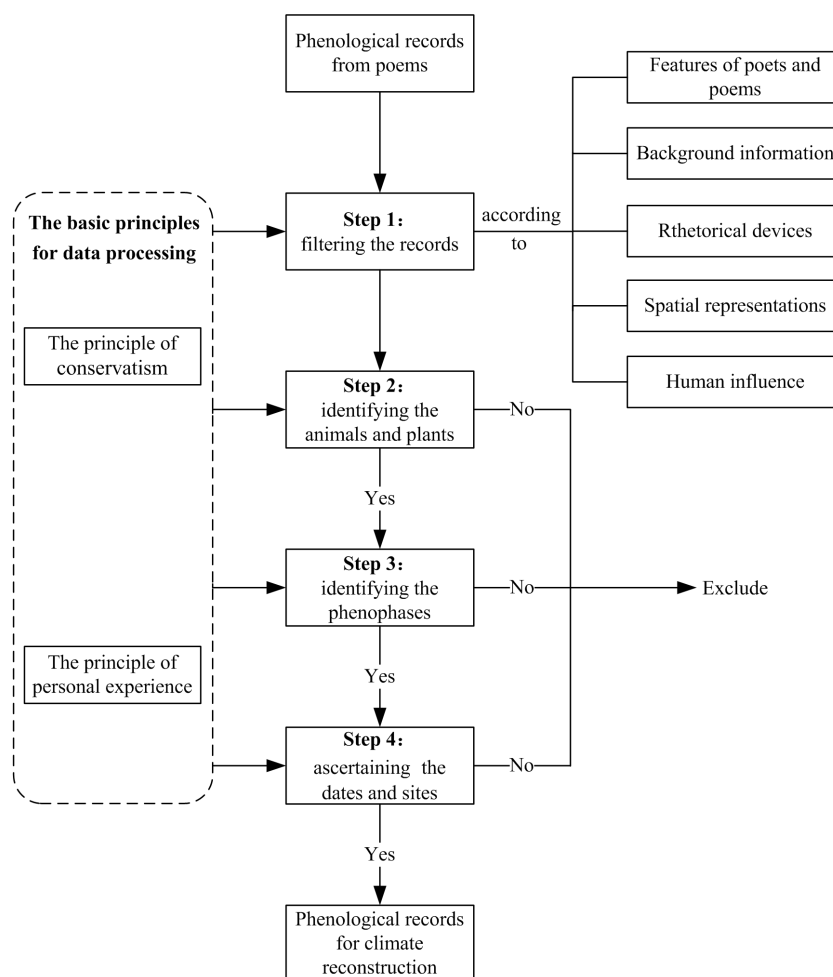 Phenological records
from poems
Features of poets and
poems
Background information
The basic principles
for data processing
Step 1：
filtering the records
according
to
Rthetorical devices
Spatial representations
The principle of
conservatism
Human influence
Step 2：
identifying the
animals and plants
No
Yes
Step 3：
identifying the
phenophases
No
Exclude
The principle of
personal experience
Yes
Step 4：
ascertaining the
dates and sites
No
Yes
Phenological records
for climate
reconstruction